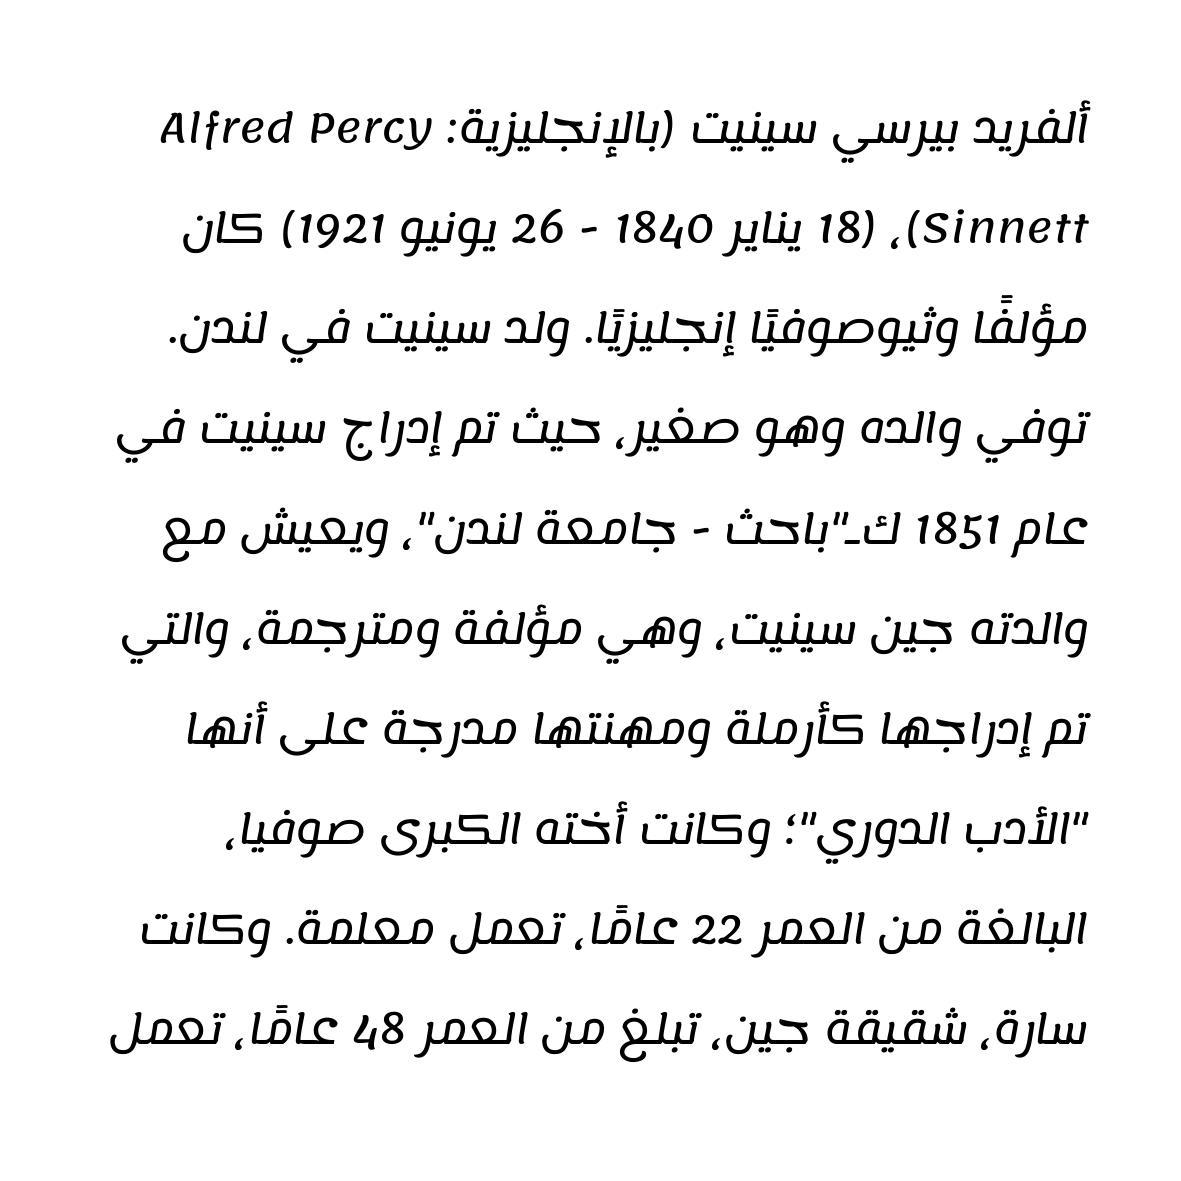 ألفريد بيرسي سينيت (بالإنجليزية: Alfred Percy
Sinnett)، (18 يناير 1840 - 26 يونيو 1921) كان
مؤلفًا وثيوصوفيًا إنجليزيًا. ولد سينيت في لندن.
توفي والده وهو صغير، حيث تم إدراج سينيت في
عام 1851 كـ"باحث - جامعة لندن"، ويعيش مع
والدته جين سينيت، وهي مؤلفة ومترجمة، والتي
تم إدراجها كأرملة ومهنتها مدرجة على أنها
"الأدب الدوري"؛ وكانت أخته الكبرى صوفيا،
البالغة من العمر 22 عامًا، تعمل معلمة. وكانت
سارة، شقيقة جين، تبلغ من العمر 48 عامًا، تعمل